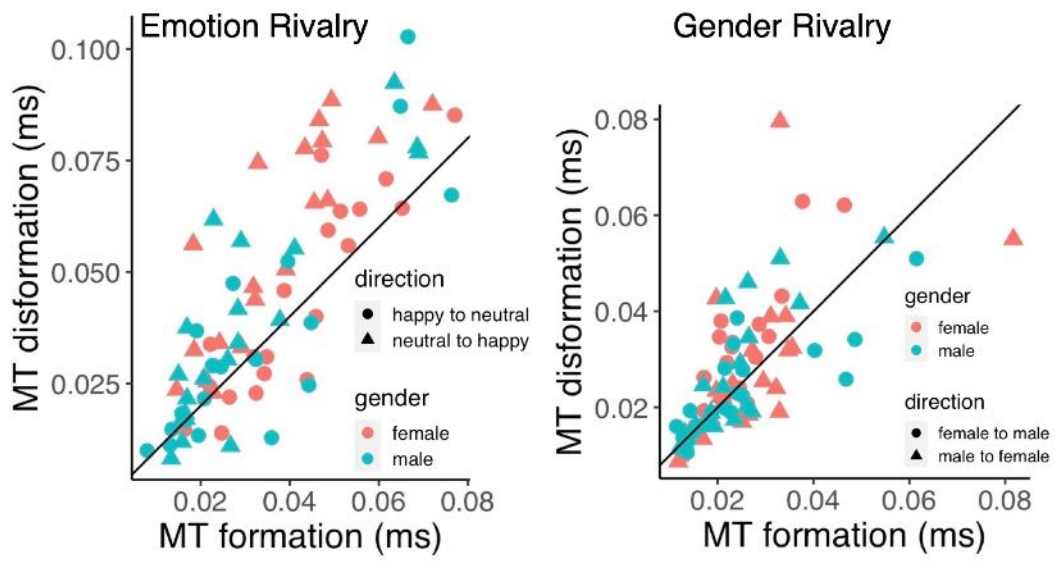 Emotion Rivalry
0.100
0.075
0.050
0.025
MT disformation (ms)
direction
happy to neutral
neutral to happy
gender
female
male
0.02 0.04 0.06 0.08
MT formation (ms)
Gender Rivalry
0.08
0.06
0.04
0.02
MT disformation (ms)
gender
female
male
direction
female to male
male to female
0.02 0.04 0.06 0.08
MT formation (ms)